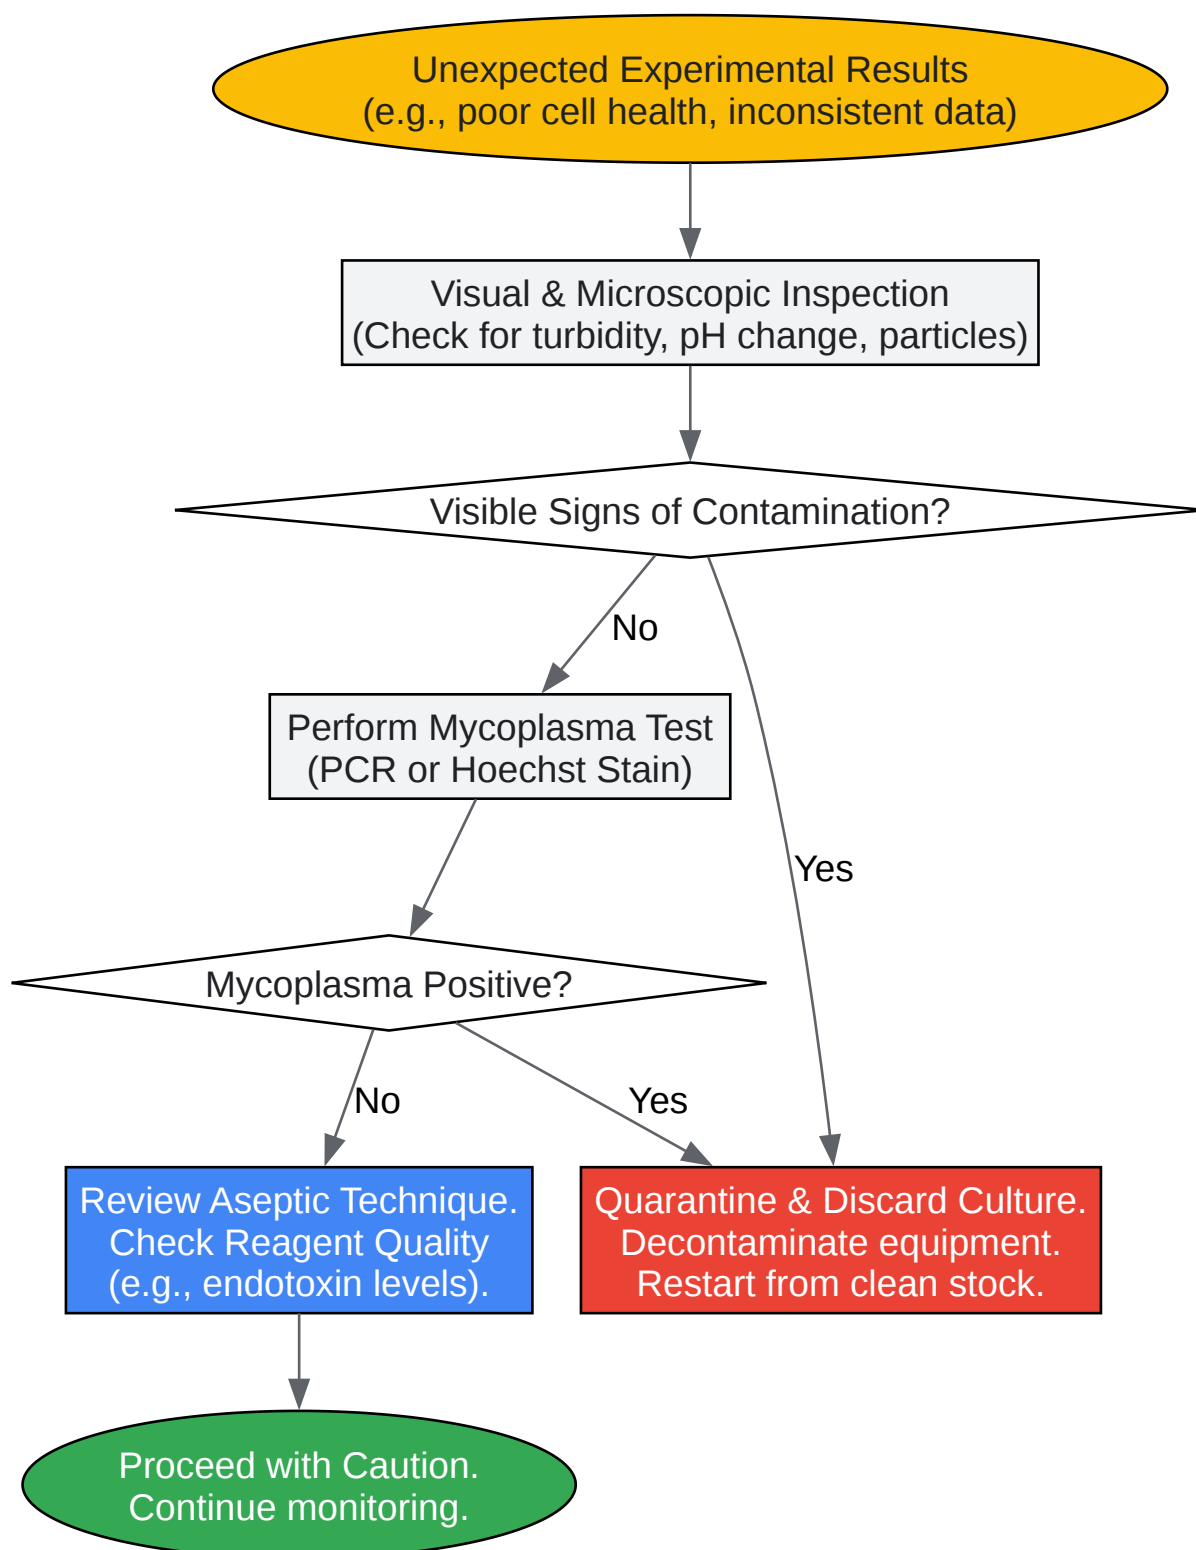 Unexpected Experimental Results
(e.g., poor cell health, inconsistent data)
Visual & Microscopic Inspection
(Check for turbidity, pH change, particles)
Visible Signs of Contamination?
No
Perform Mycoplasma Test
(PCR or Hoechst Stain)
Yes
Mycoplasma Positive?
No
Yes
Review Aseptic Technique.
Check Reagent Quality
(e.g., endotoxin levels).
Quarantine & Discard Culture.
Decontaminate equipment.
Restart from clean stock.
Proceed with Caution.
Continue monitoring.